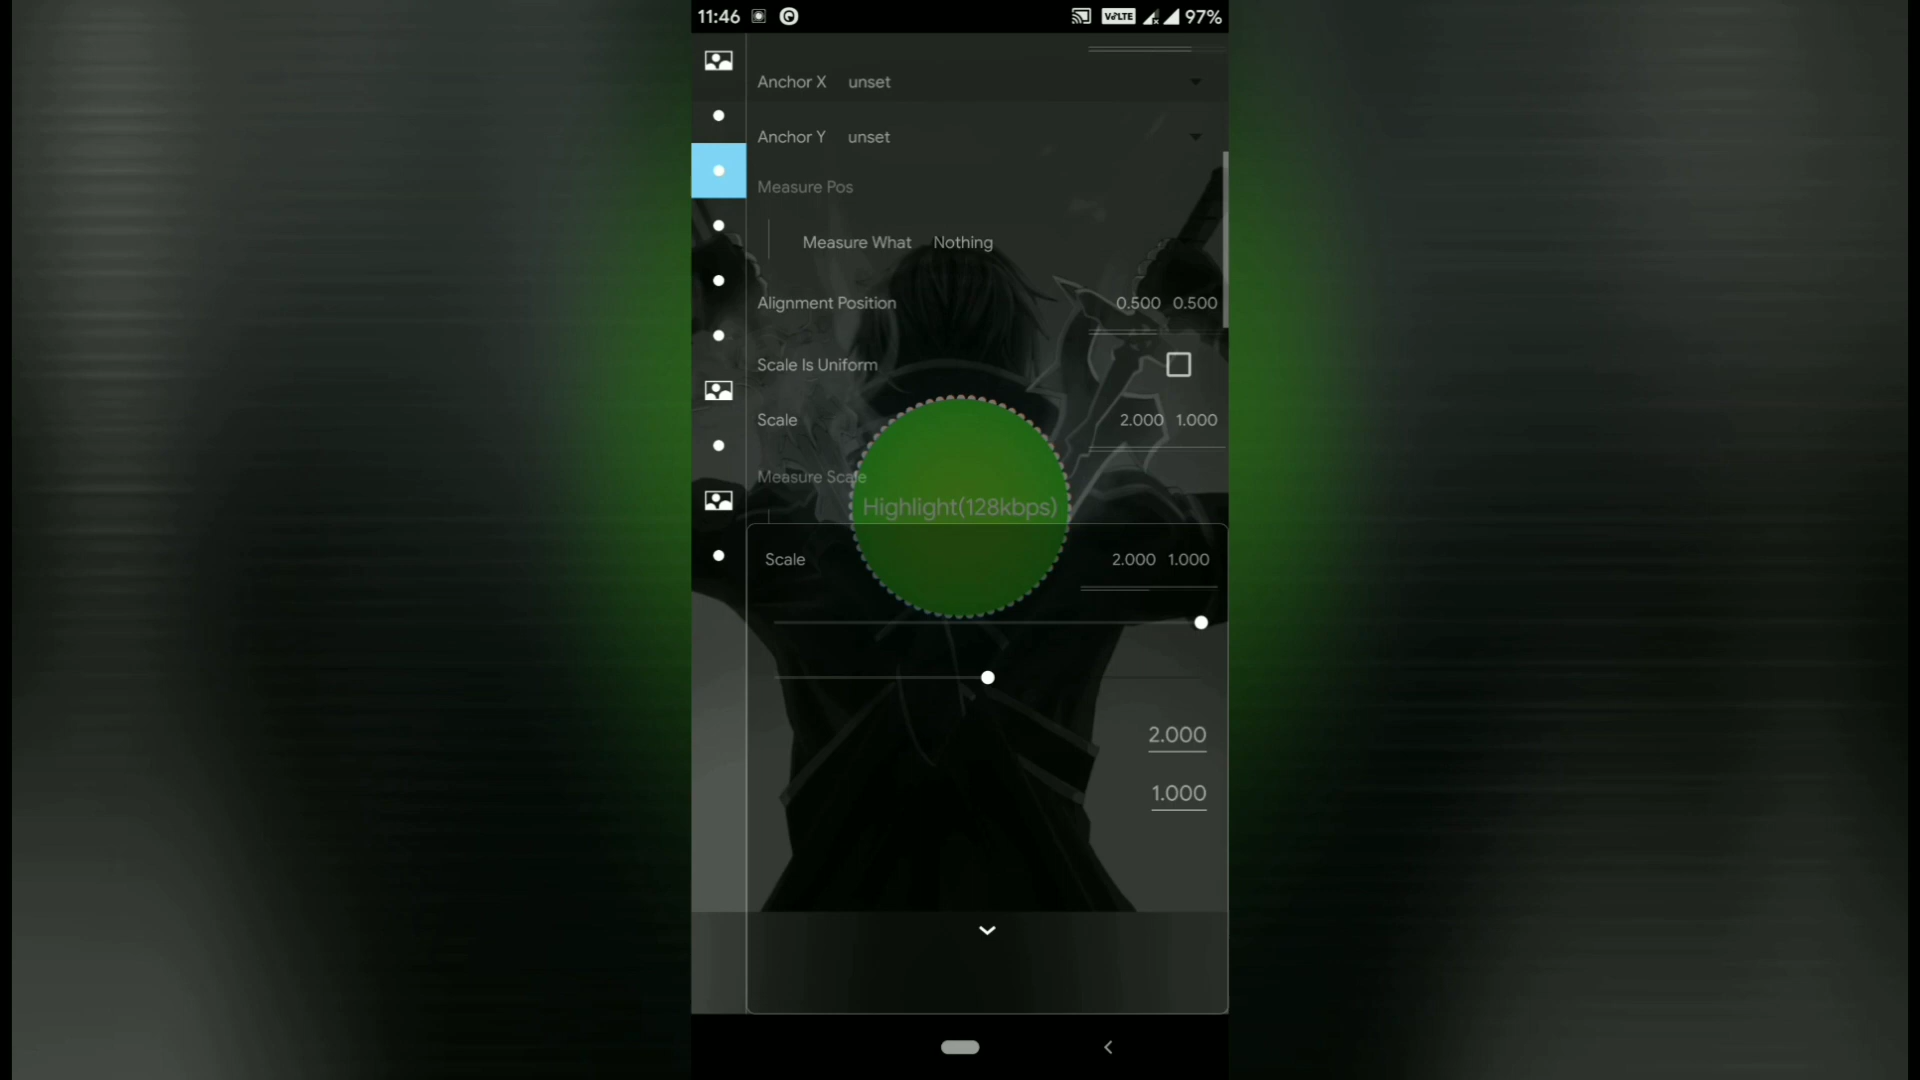 11:46 VoLTE 97%
Anchor X unset
Anchor Y unset
Measure Pos
Measure What Nothing
Alignment Position 0.500 0.500
Scale Is Uniform
Scale 2.000 1.000
Measure Scale
Highlight(128kbps)
Scale 2.000 1.000
2.000
1.000